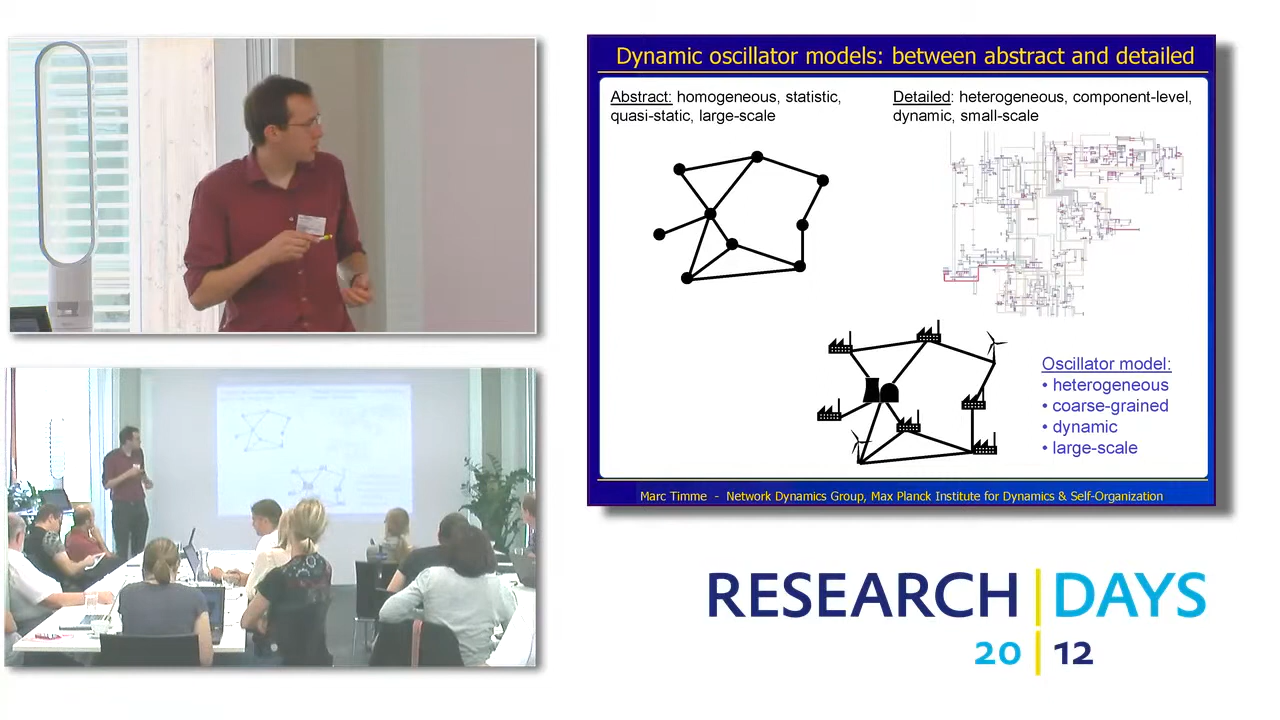 Dynamic oscillator models: between abstract and detailed
Abstract: homogeneous, statistic,
quasi-static, large-scale
Detailed: heterogeneous, component-level,
dynamic, small-scale
Oscillator model:
• heterogeneous
• coarse-grained
• dynamic
• large-scale
Marc Timme - Network Dynamics Group, Max Planck Institute for Dynamics & Self-Organization
RESEARCH DAYS
20 12